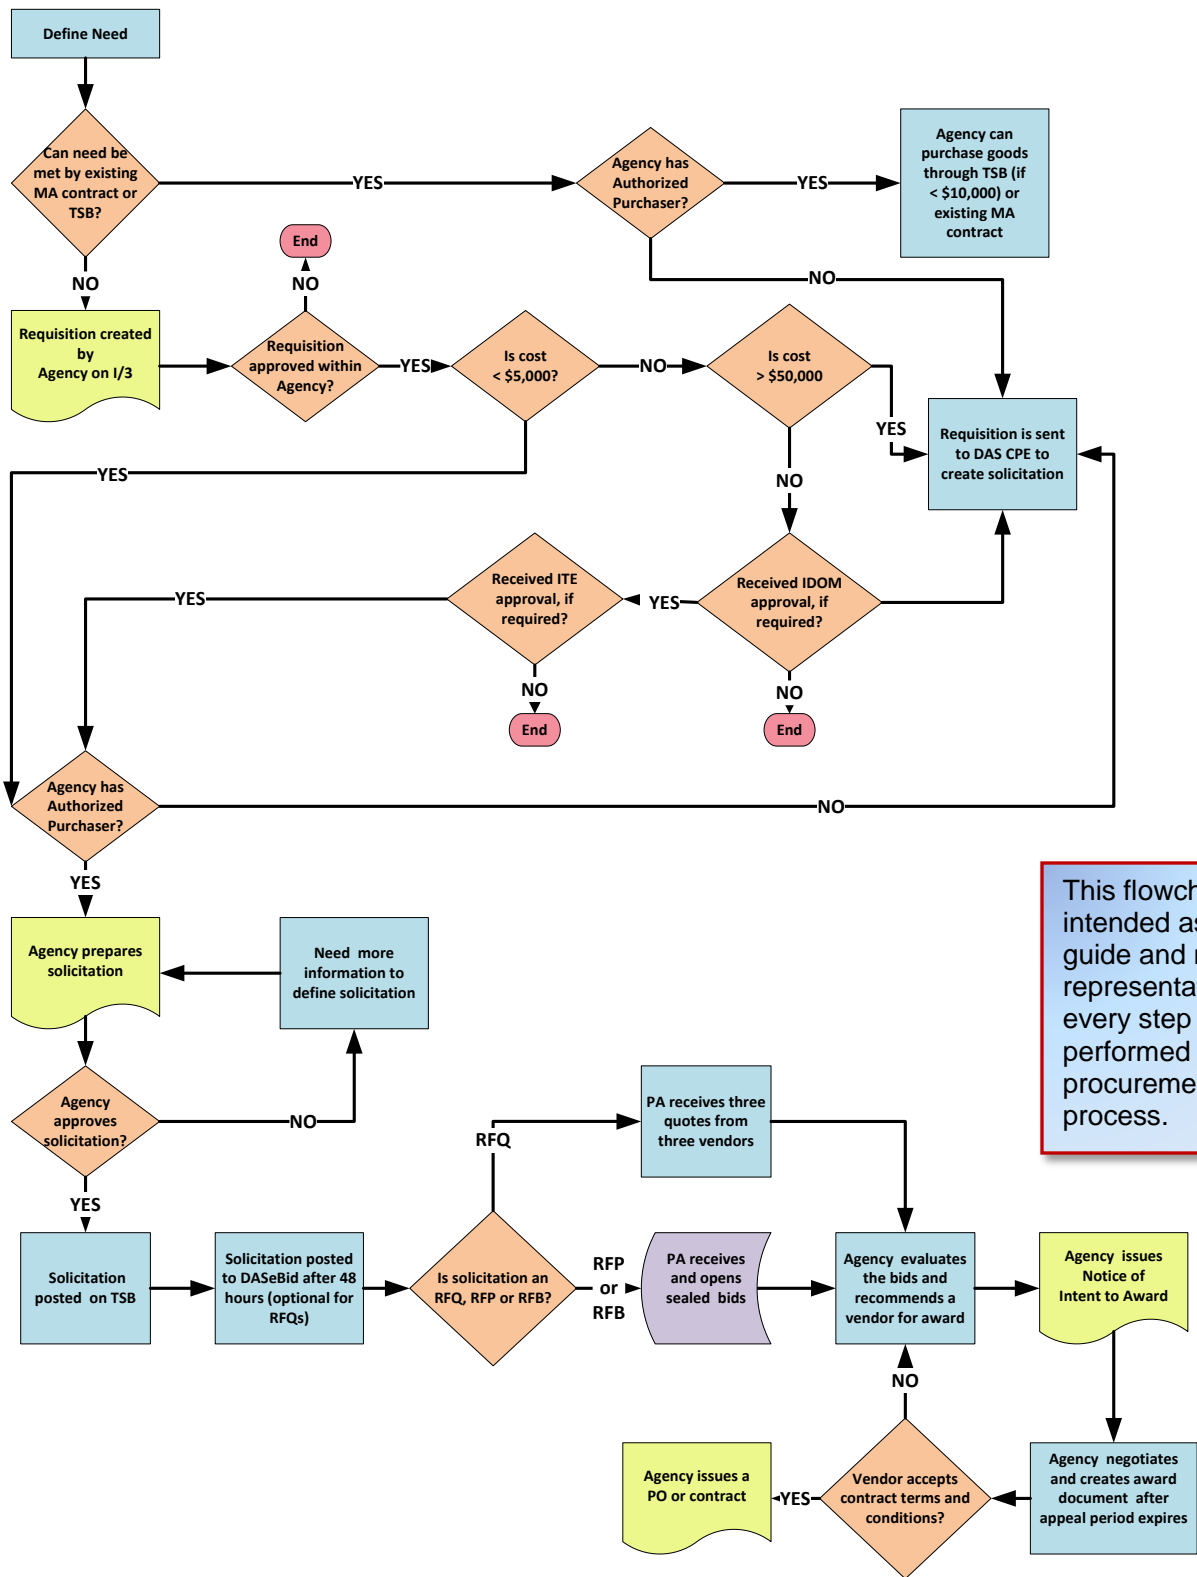 Define Need
Can need be
met by existing
MA contract or
TSB?
YES
Agency has
Authorized
Purchaser?
YES
Agency can
purchase goods
through TSB (if
< $10,000) or
existing MA
contract
NO
NO
Requisition created
by
Agency on I/3
Requisition
approved within
Agency?
NO
End
YES
Is cost
< $5,000?
NO
Is cost
> $50,000
YES
Requisition is sent
to DAS CPE to
create solicitation
YES
NO
Received IDOM
approval, if
required?
YES
Received ITE
approval, if
required?
YES
NO
End
NO
End
Agency has
Authorized
Purchaser?
NO
YES
Agency prepares
solicitation
Need more
information to
define solicitation
Agency
approves
solicitation?
NO
YES
Solicitation
posted on TSB
Solicitation posted
to DASeBid after 48
hours (optional for
RFQs)
Is solicitation an
RFQ, RFP or RFB?
RFQ
PA receives three
quotes from
three vendors
RFP
or
RFB
PA receives
and opens
sealed bids
Agency evaluates
the bids and
recommends a
vendor for award
Agency issues
Notice of
Intent to Award
Agency negotiates
and creates award
document after
appeal period expires
Vendor accepts
contract terms and
conditions?
NO
YES
Agency issues a
PO or contract
This
intended
guide and
every step
performed
process.